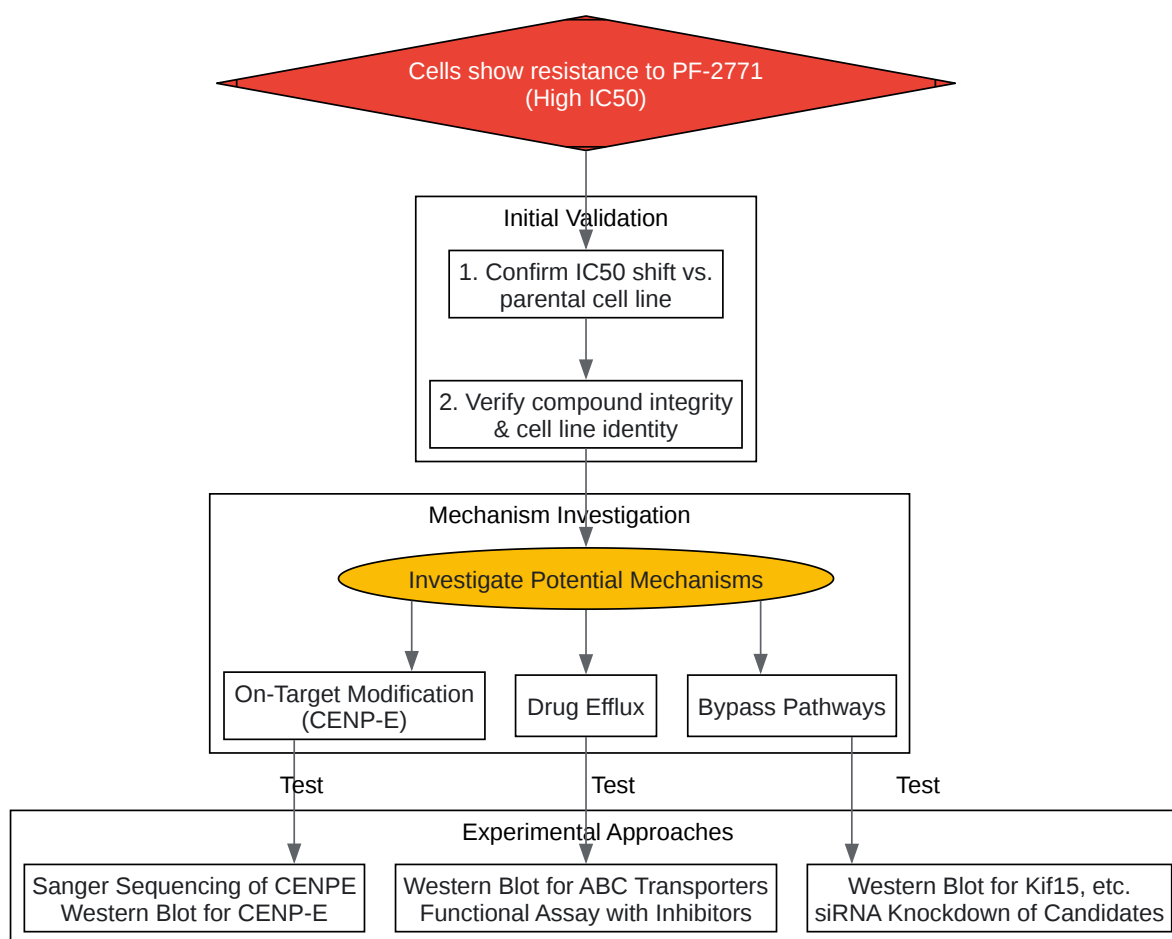 Cells show resistance to PF-2771
(High IC50)
Initial Validation
1. Confirm IC50 shift vs.
parental cell line
2. Verify compound integrity
& cell line identity
Mechanism Investigation
Investigate Potential Mechanisms
On-Target Modification
(CENP-E)
Drug Efflux
Bypass Pathways
Test
Test
Test
Experimental Approaches
Sanger Sequencing of CENPE
Western Blot for CENP-E
Western Blot for ABC Transporters
Functional Assay with Inhibitors
Western Blot for Kif15, etc.
siRNA Knockdown of Candidates